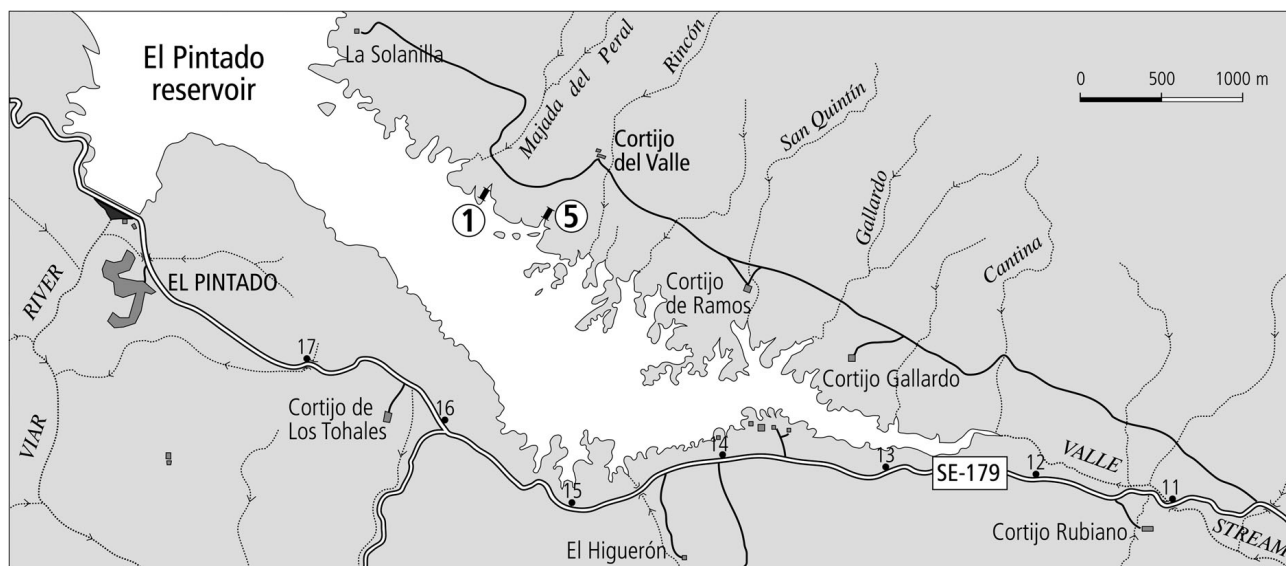 El Pintado
reservoir
La Solanilla
Majada del Peral
Rincón
0 500 1000 m
San Quintín
Cortijo
del Valle
Gallardo
1
5
Cantina
RIVER
EL PINTADO
Cortijo
de Ramos
17
Cortijo Gallardo
Cortijo de
Los Tohales
16
VIAR
14
13
SE-179
12
VALLE
11
15
El Higuerón
Cortijo Rubiano
STREAM